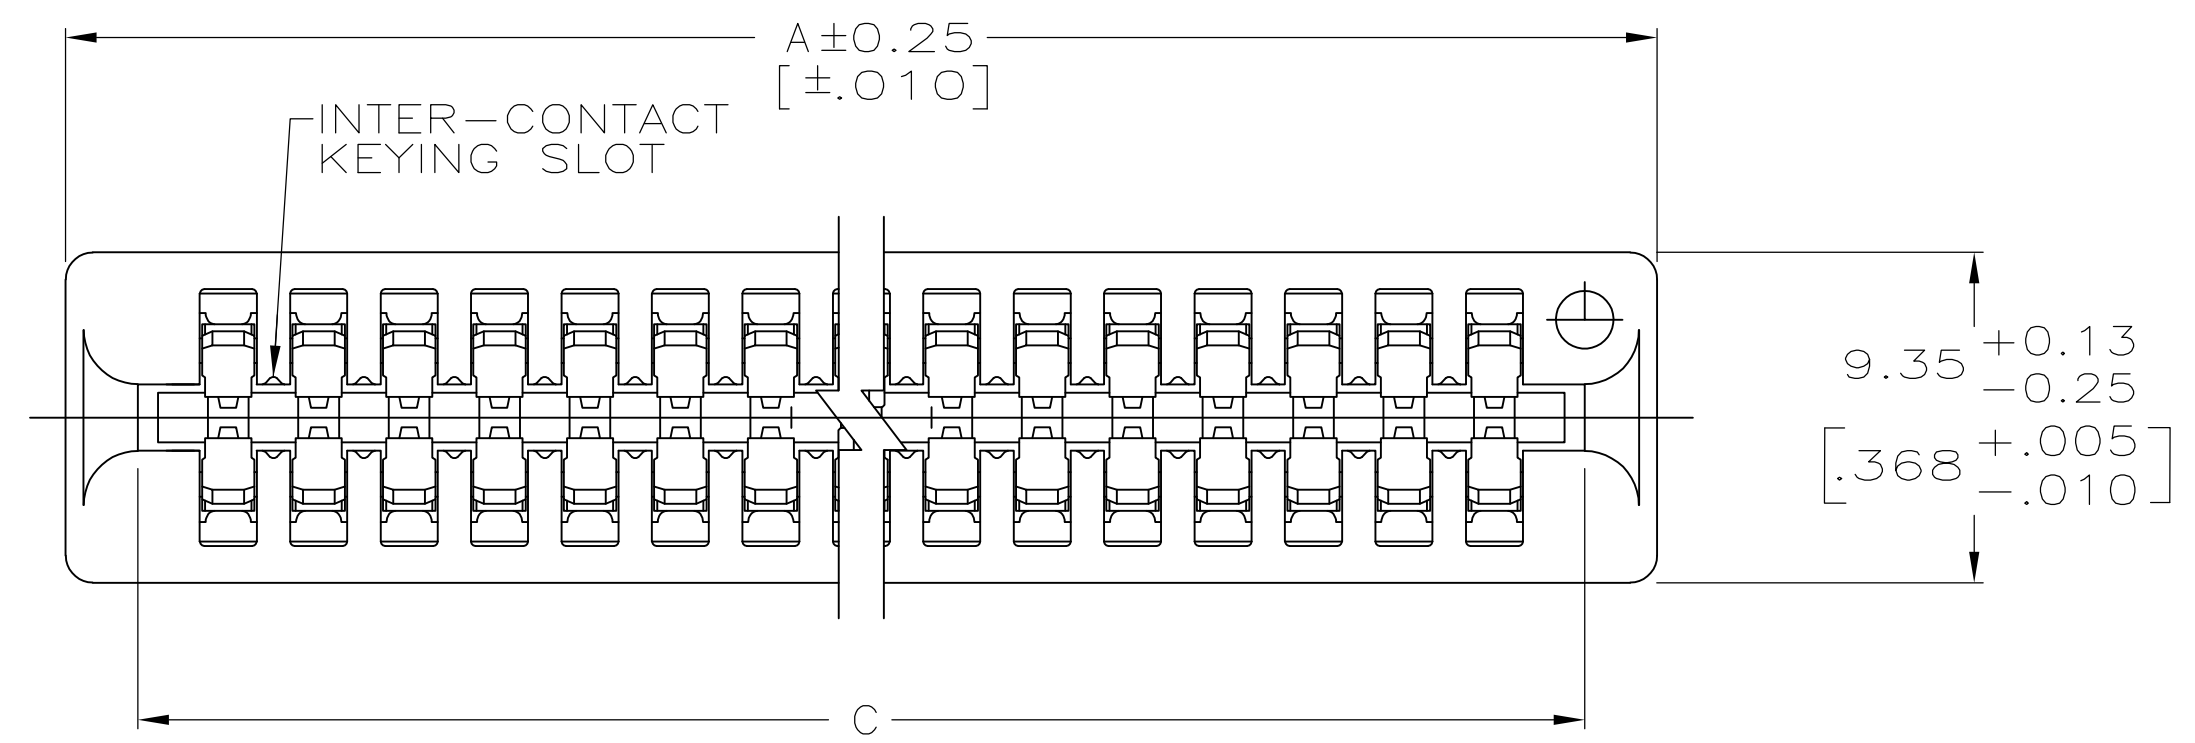 A±0.25
[±.010]
INTER-CONTACT
KEYING SLOT
9.35 +0.13
-0.25
[.368 +.005
-.010]
C